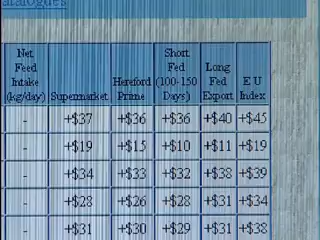 atalogues
Net Feed Intake (kg/day) Supermarket Hereford Prime Short Fed (100-150 Days) Long Fed Export E U Index
- +$37 +$36 +$36 +$40 +$45
- +$19 +$15 +$10 +$11 +$19
- +$34 +$33 +$32 +$38 +$39
- +$28 +$26 +$28 +$31 +$34
- +$31 +$30 +$29 +$31 +$38